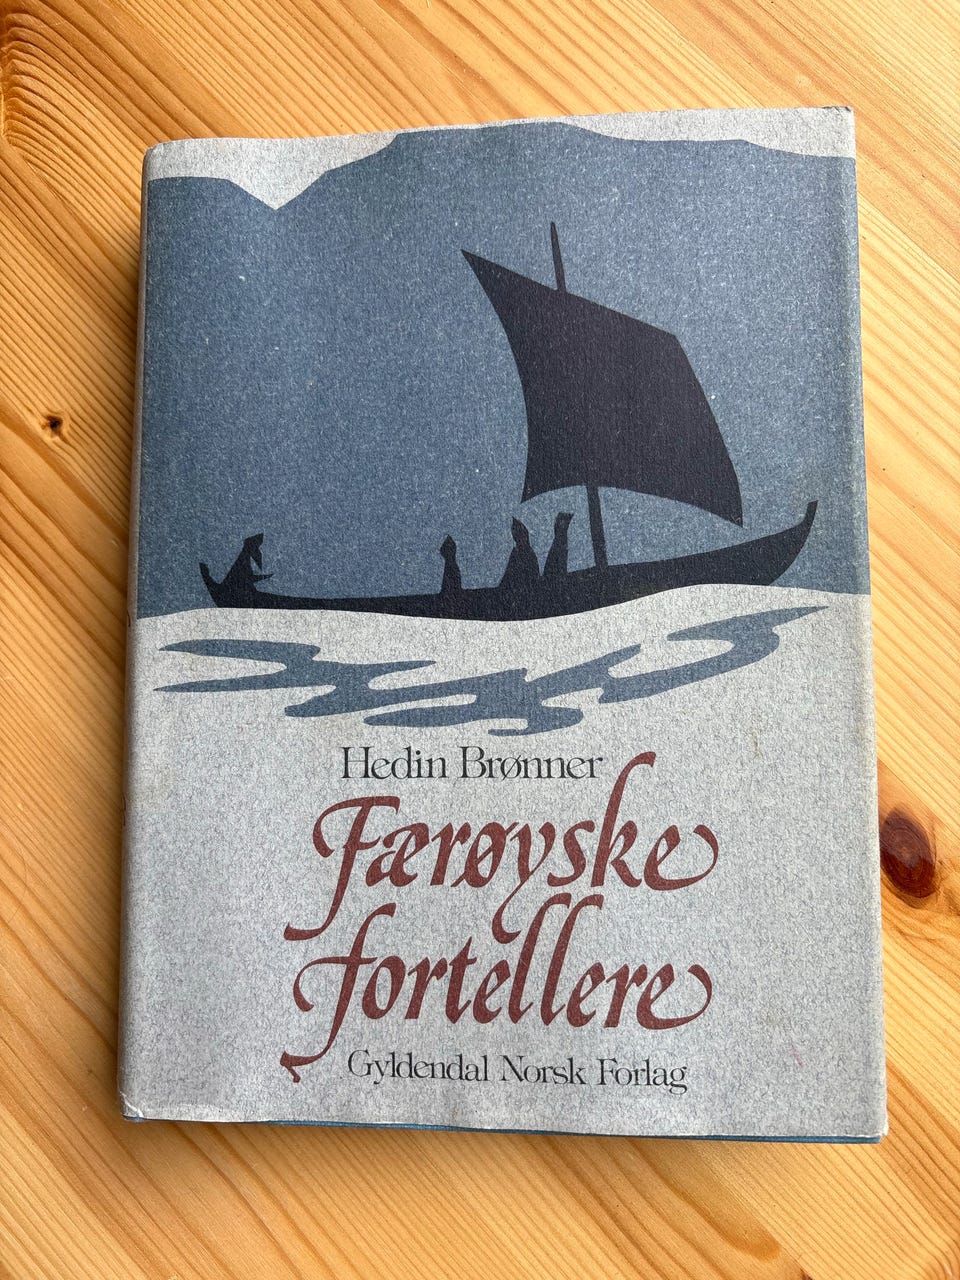 Hedin Brønner
Færøyske
fortellere
Gyldendal Norsk Forlag